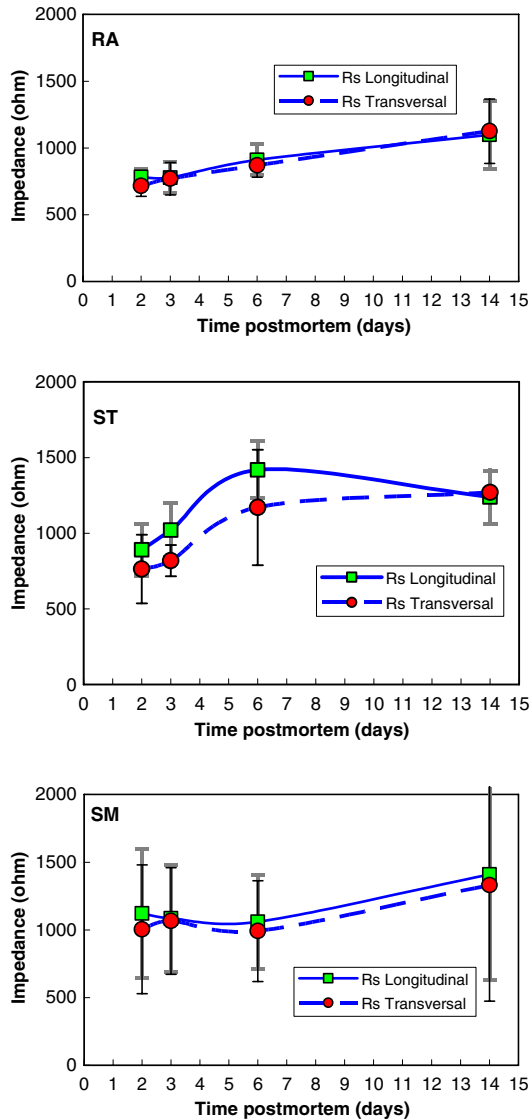 RA
2000
1500
1000
500
0
Impedance (ohm)
Rs Longitudinal
Rs Transversal
0 1 2 3 4 5 6 7 8 9 10 11 12 13 14 15
Time postmortem (days)
ST
2000
1500
1000
500
0
Impedance (ohm)
Rs Longitudinal
Rs Transversal
0 1 2 3 4 5 6 7 8 9 10 11 12 13 14 15
Time postmortem (days)
SM
2000
1500
1000
500
0
Impedance (ohm)
Rs Longitudinal
Rs Transversal
0 1 2 3 4 5 6 7 8 9 10 11 12 13 14 15
Time postmortem (days)